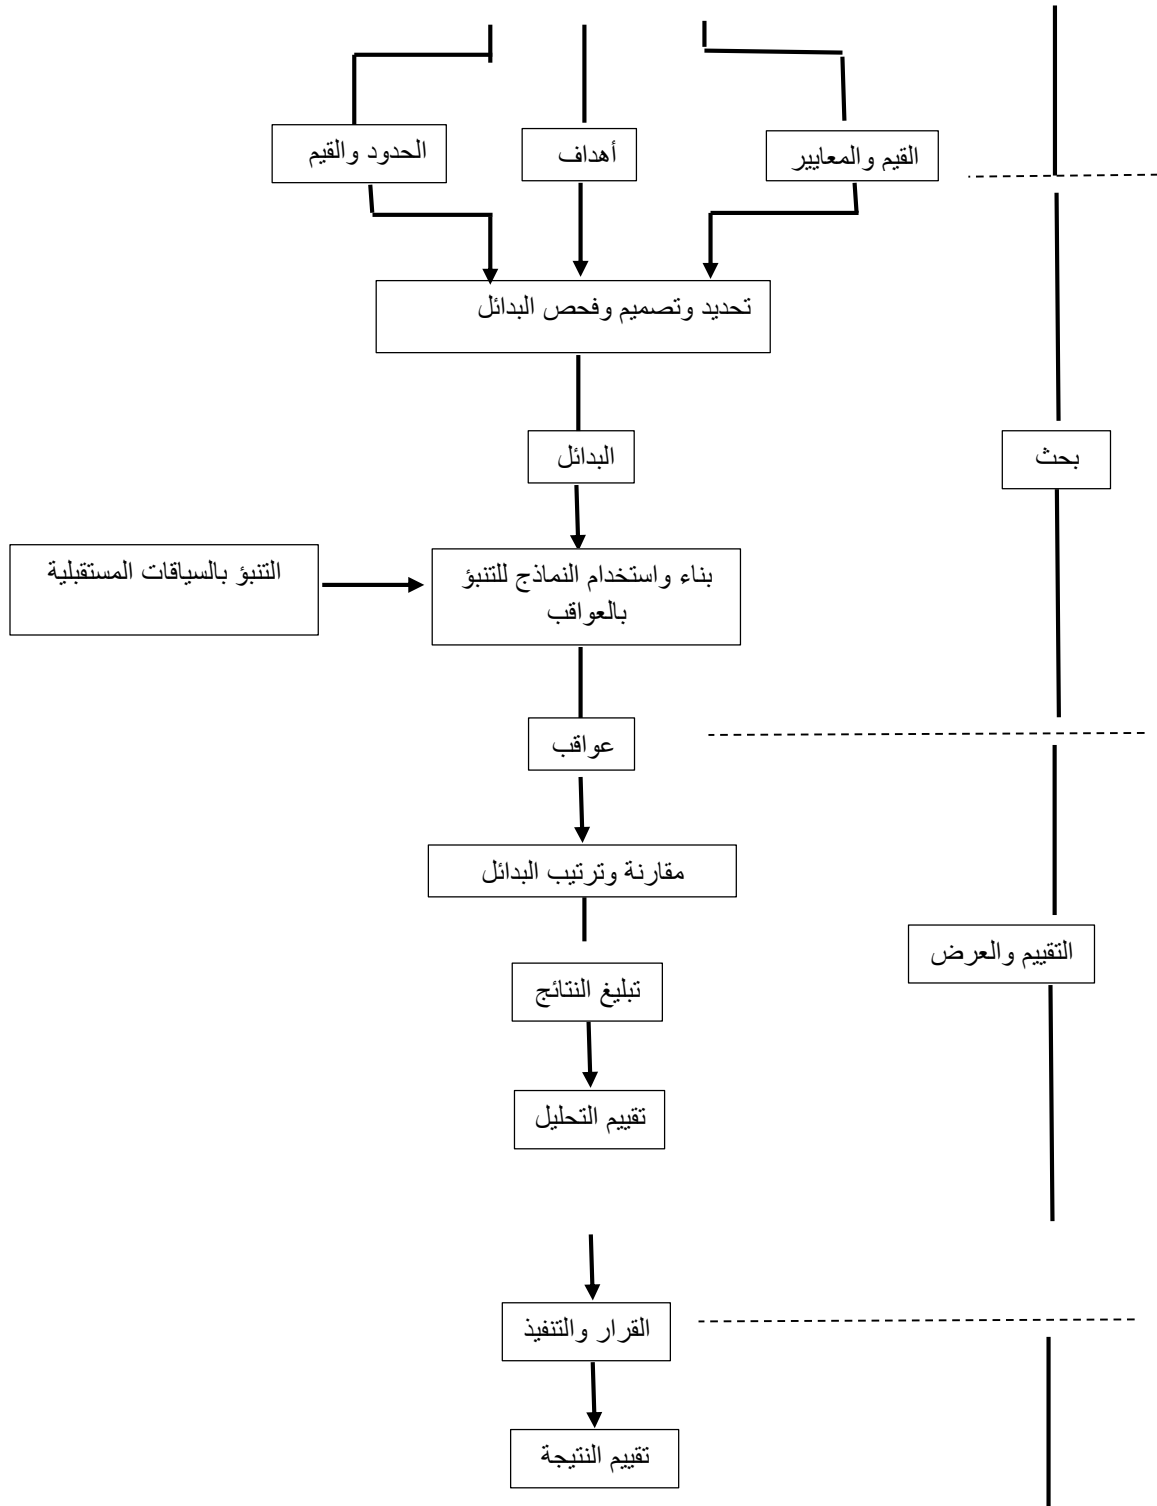 القيم والمعايير
أهداف
الحدود والقيم
تحديد وتصميم وفحص البدائل
بحث
البدائل
بناء واستخدام النماذج للتنبؤ
بالعواقب
التنبؤ بالسياقات المستقبلية
عواقب
مقارنة وترتيب البدائل
التقييم والعرض
تبليغ النتائج
تقييم التحليل
القرار والتنفيذ
تقييم النتيجة